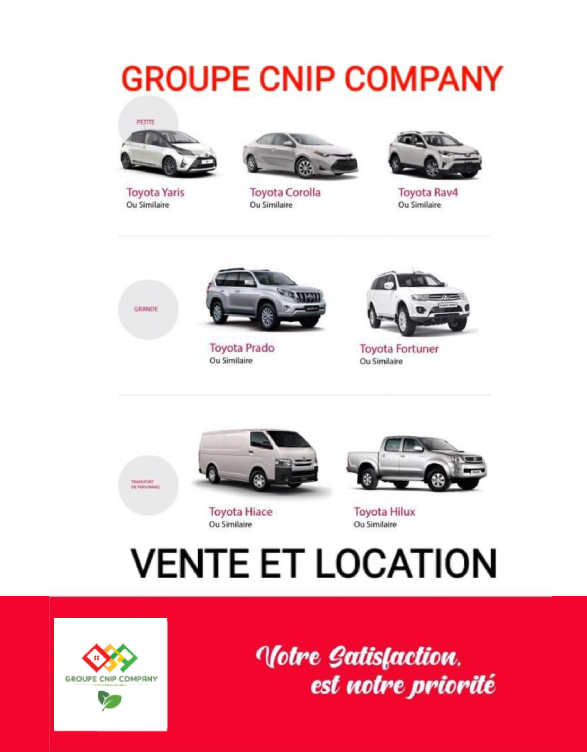 GROUPE CNIP COMPANY
PETITE
Toyota Yaris
Ou Similaire
Toyota Corolla
Ou Similaire
Toyota Rav4
Ou Similaire
GRANDE
Toyota Prado
Ou Similaire
Toyota Fortuner
Ou Similaire
TRANSPORT
DE PERSONNES
Toyota Hiace
Ou Similaire
Toyota Hilux
Ou Similaire
VENTE ET LOCATION
GROUPE CNIP COMPANY
Votre Satisfaction,
est notre priorité